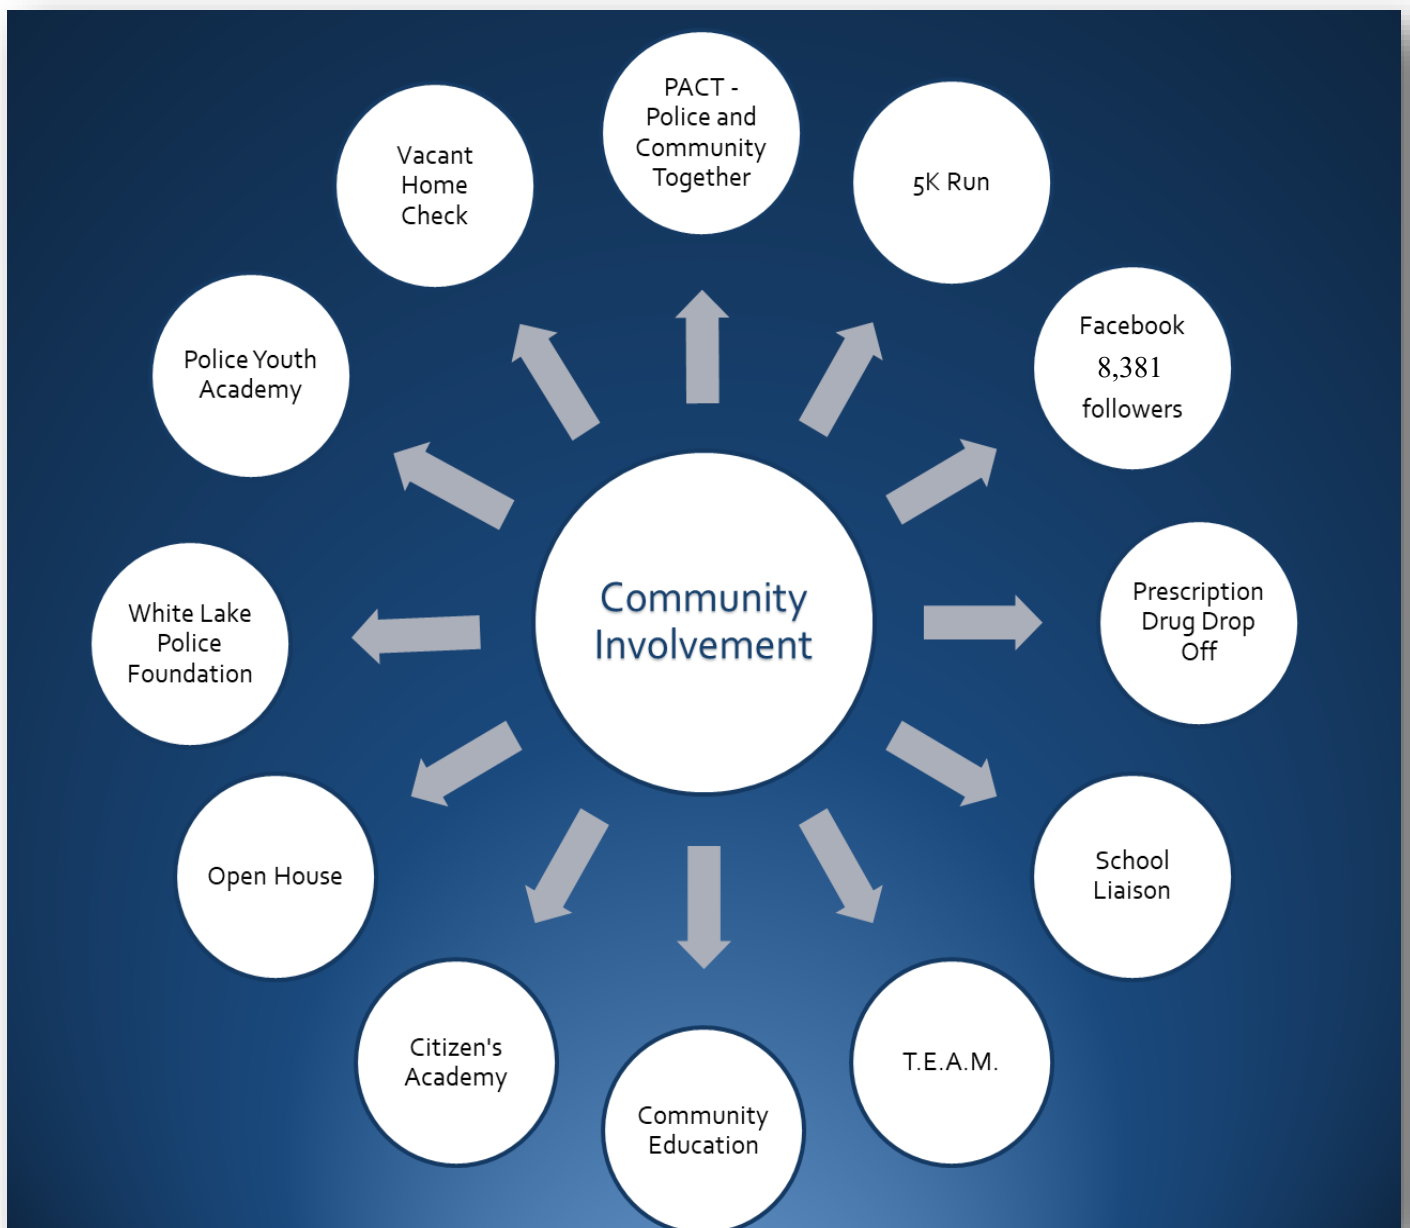 PACT -
Police and
Community
Together
5K Run
Facebook
8,381
followers
Prescription
Drug Drop
Off
School
Liaison
T.E.A.M.
Community
Education
Citizen's
Academy
Open House
White Lake
Police
Foundation
Police Youth
Academy
Vacant
Home
Check
Community
Involvement